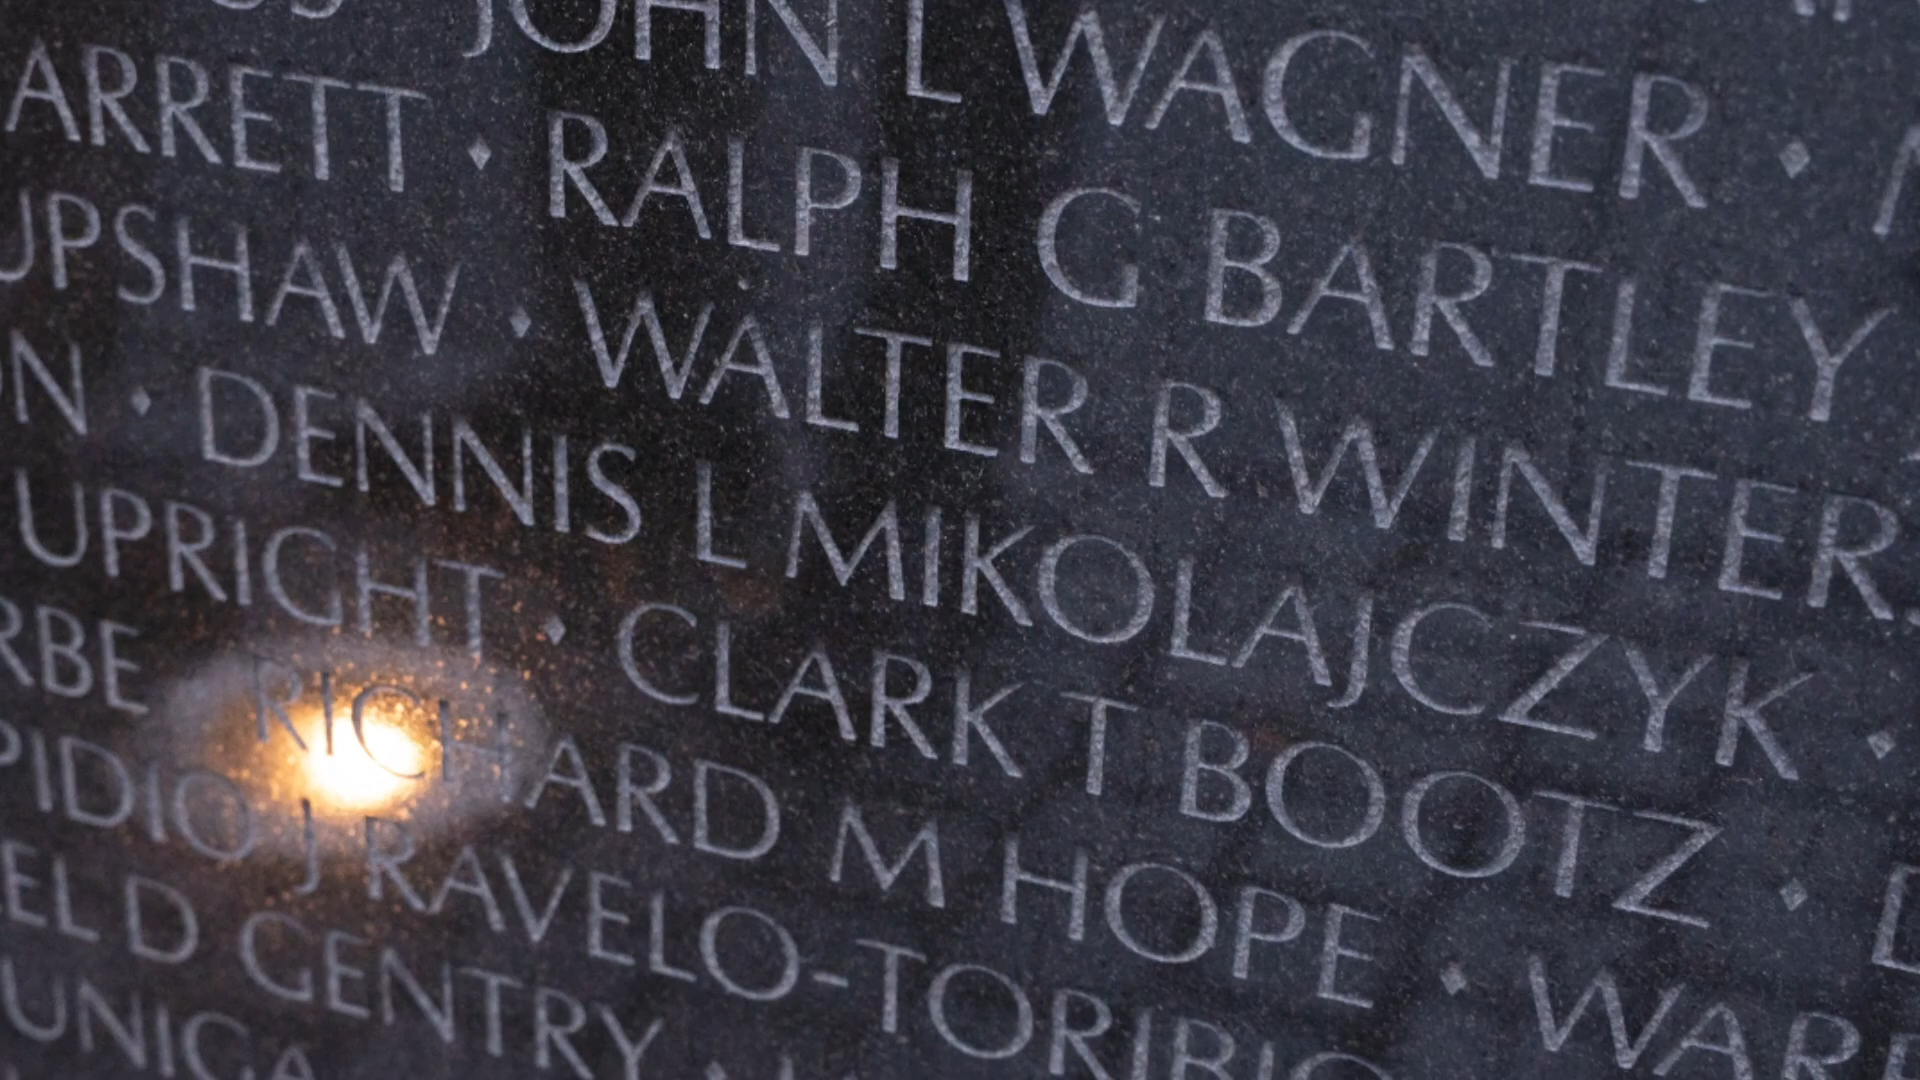 JOHN L WAGNER ·
ARRETT · RALPH G BARTLEY
UPSHAW · WALTER R WINTER
ON · DENNIS L MIKOLAJCZYK ·
UPRIGHT · CLARK T BOOTZ ·
RBE RICHARD M HOPE · WAR
PIDIO J RAVELO-TORIBIO
ELD GENTRY ·
UNIGA